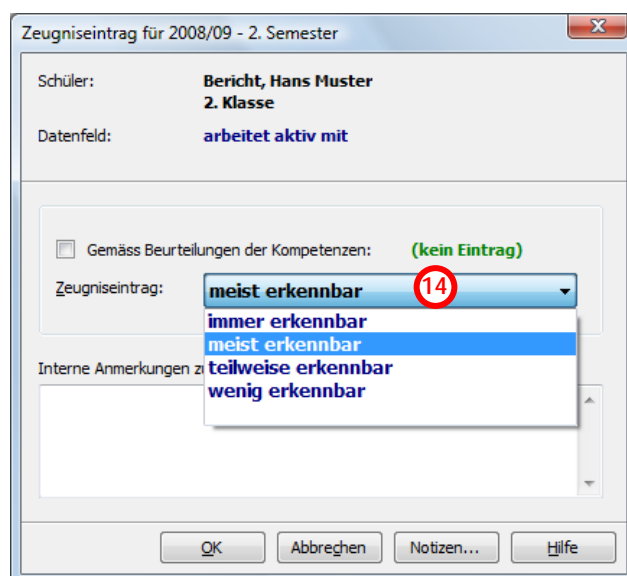 Zeugniseintrag für 2008/09 - 2. Semester
Schüler: Bericht, Hans Muster
2. Klasse
Datenfeld: arbeitet aktiv mit
Gemäss Beurteilungen der Kompetenzen: (kein Eintrag)
Zeugniseintrag: meist erkennbar 14
immer erkennbar
meist erkennbar
Interne Anmerkungen teilweise erkennbar
wenig erkennbar
OK Abbrechen Notizen... Hilfe